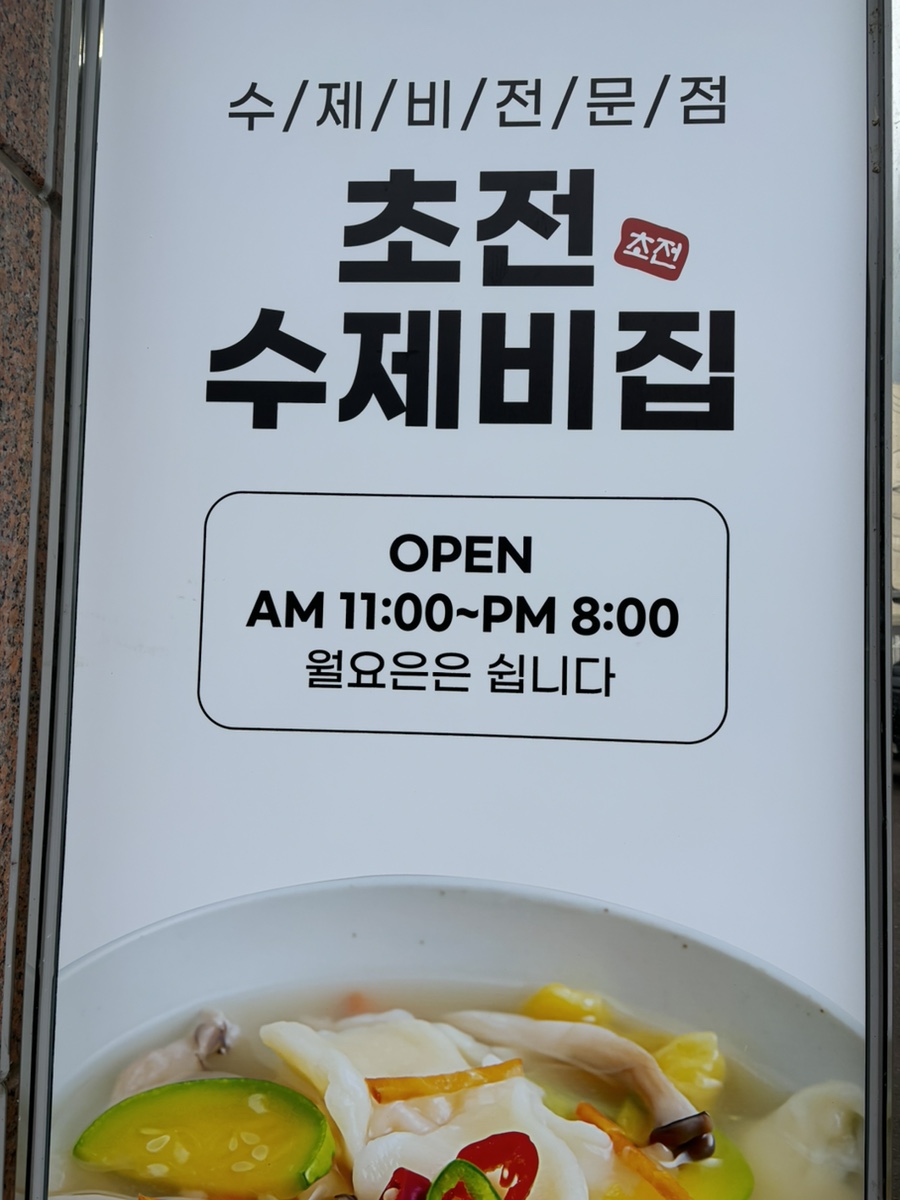 수/제/비/전/문/점
초전
초전
수제비집
OPEN
AM 11:00~PM 8:00
월요은은 쉽니다